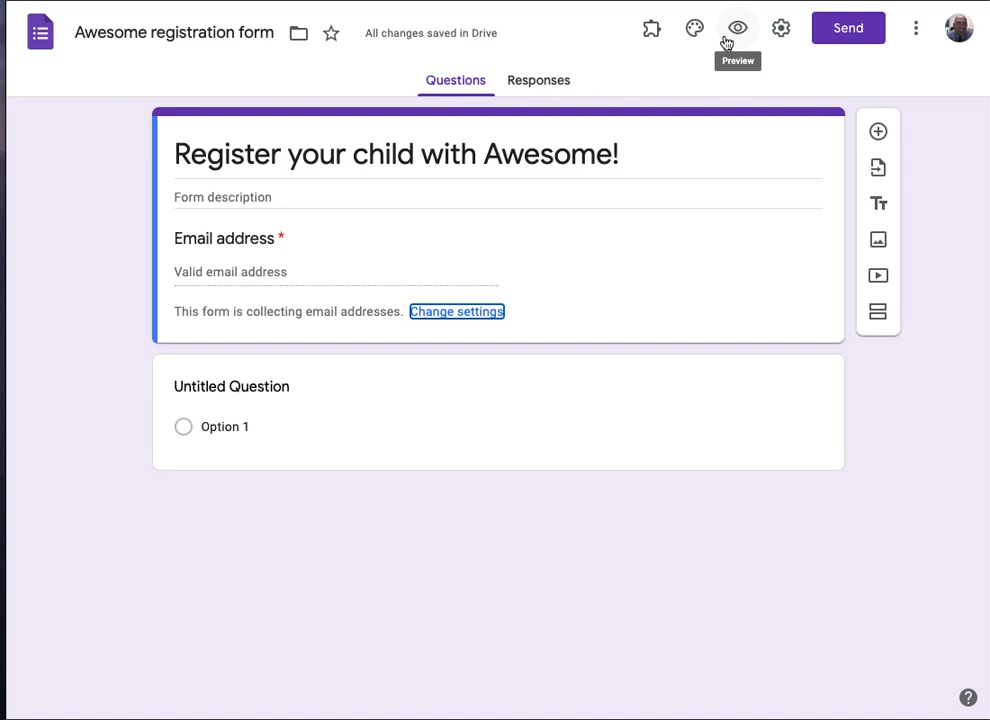 Awesome registration form
All changes saved in Drive
Send
Preview
Questions
Responses
Register your child with Awesome!
Form description
Email address *
Valid email address
This form is collecting email addresses. Change settings
Tт
Untitled Question
Option 1
?